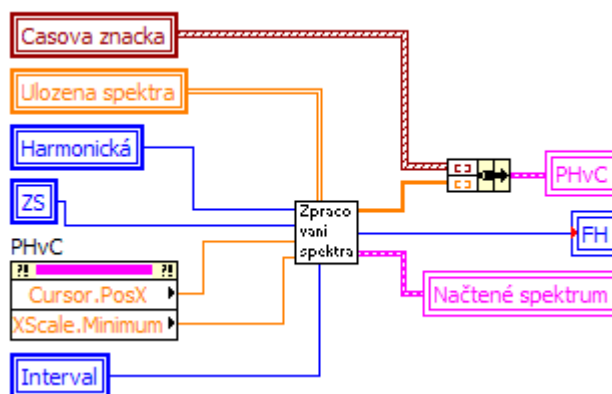 Casova znacka
Ulozena spektra
Harmonická
ZS
PHvC
?! ?!
Cursor.PosX
XScale.Minimum
Interval
Zpraco
vani
spektra
PHvC
FH
Načtené spektrum